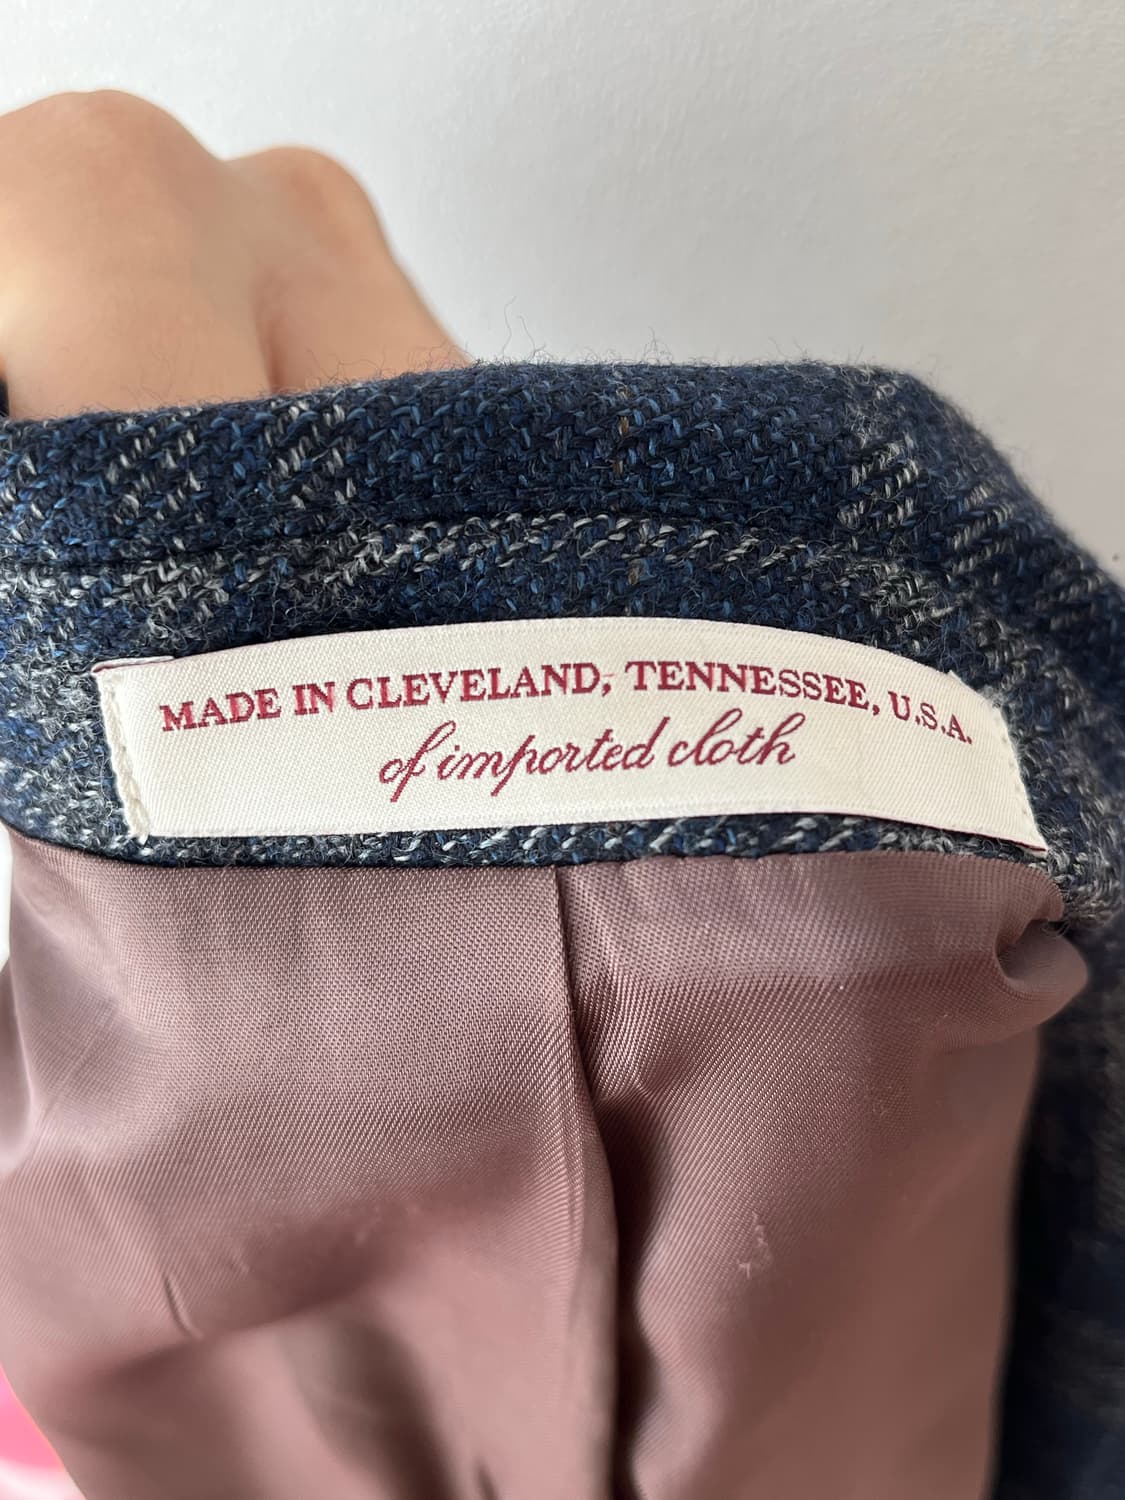 MADE IN CLEVELAND, TENNESSEE, U.S.A.
of imported cloth